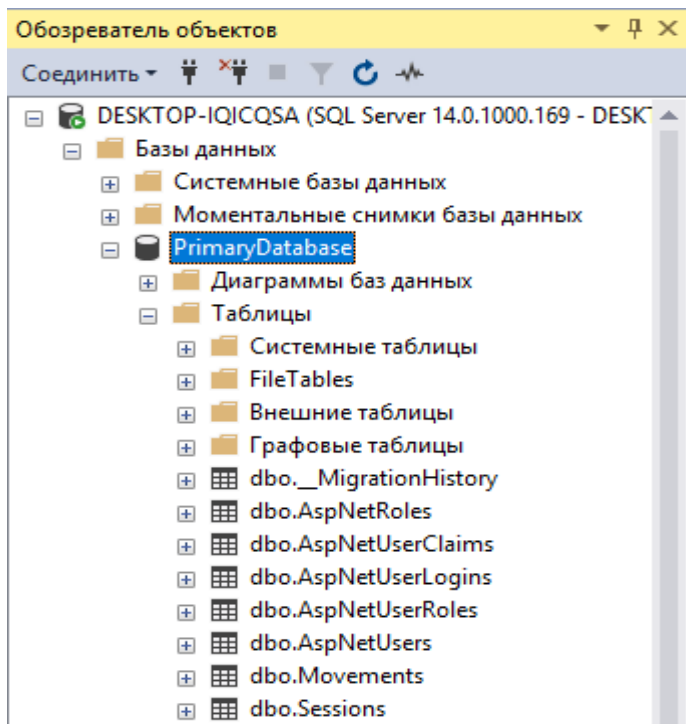 Обозреватель объектов
Соединить
DESKTOP-IQICQSA (SQL Server 14.0.1000.169 - DESKT
Базы данных
Системные базы данных
Моментальные снимки базы данных
PrimaryDatabase
Диаграммы баз данных
Таблицы
Системные таблицы
FileTables
Внешние таблицы
Графовые таблицы
dbo.__MigrationHistory
dbo.AspNetRoles
dbo.AspNetUserClaims
dbo.AspNetUserLogins
dbo.AspNetUserRoles
dbo.AspNetUsers
dbo.Movements
dbo.Sessions